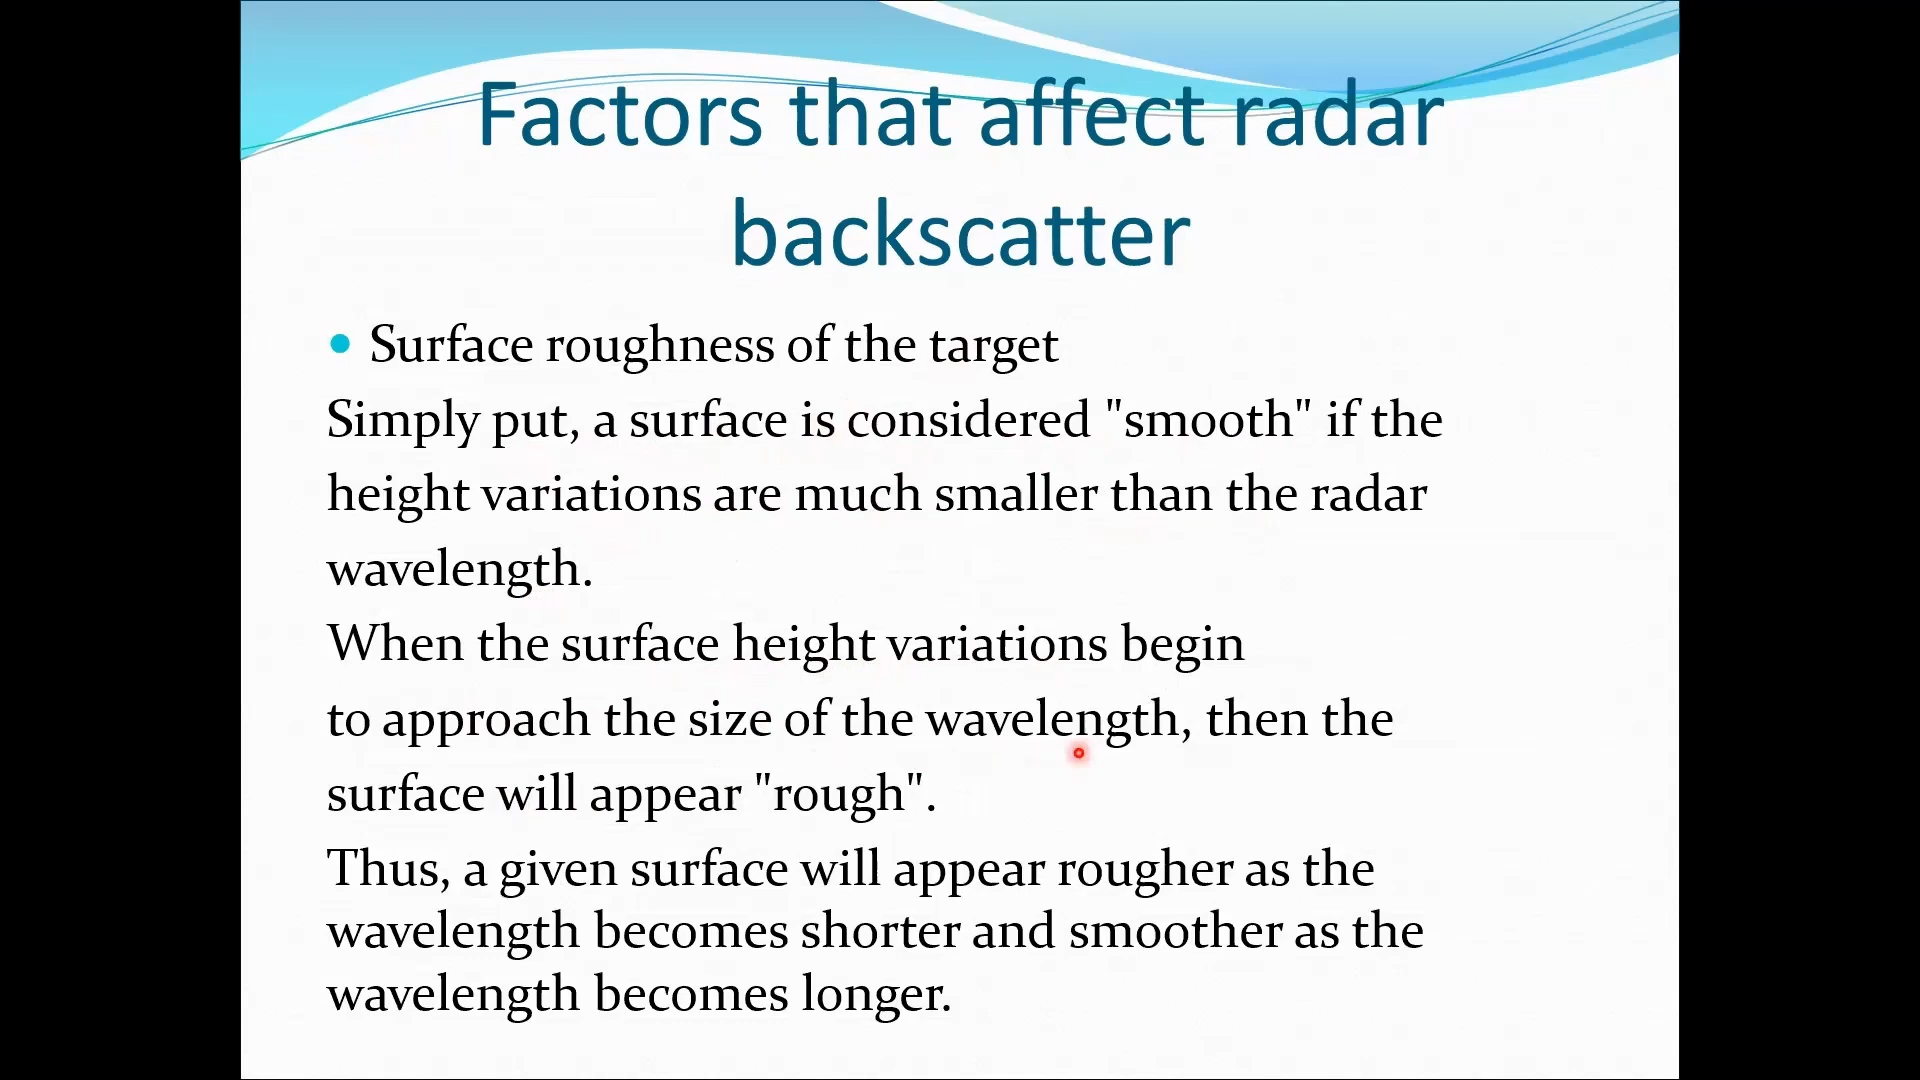 Factors that affect radar
backscatter
• Surface roughness of the target
Simply put, a surface is considered "smooth" if the
height variations are much smaller than the radar
wavelength.
When the surface height variations begin
to approach the size of the wavelength, then the
surface will appear "rough".
Thus, a given surface will appear rougher as the
wavelength becomes shorter and smoother as the
wavelength becomes longer.